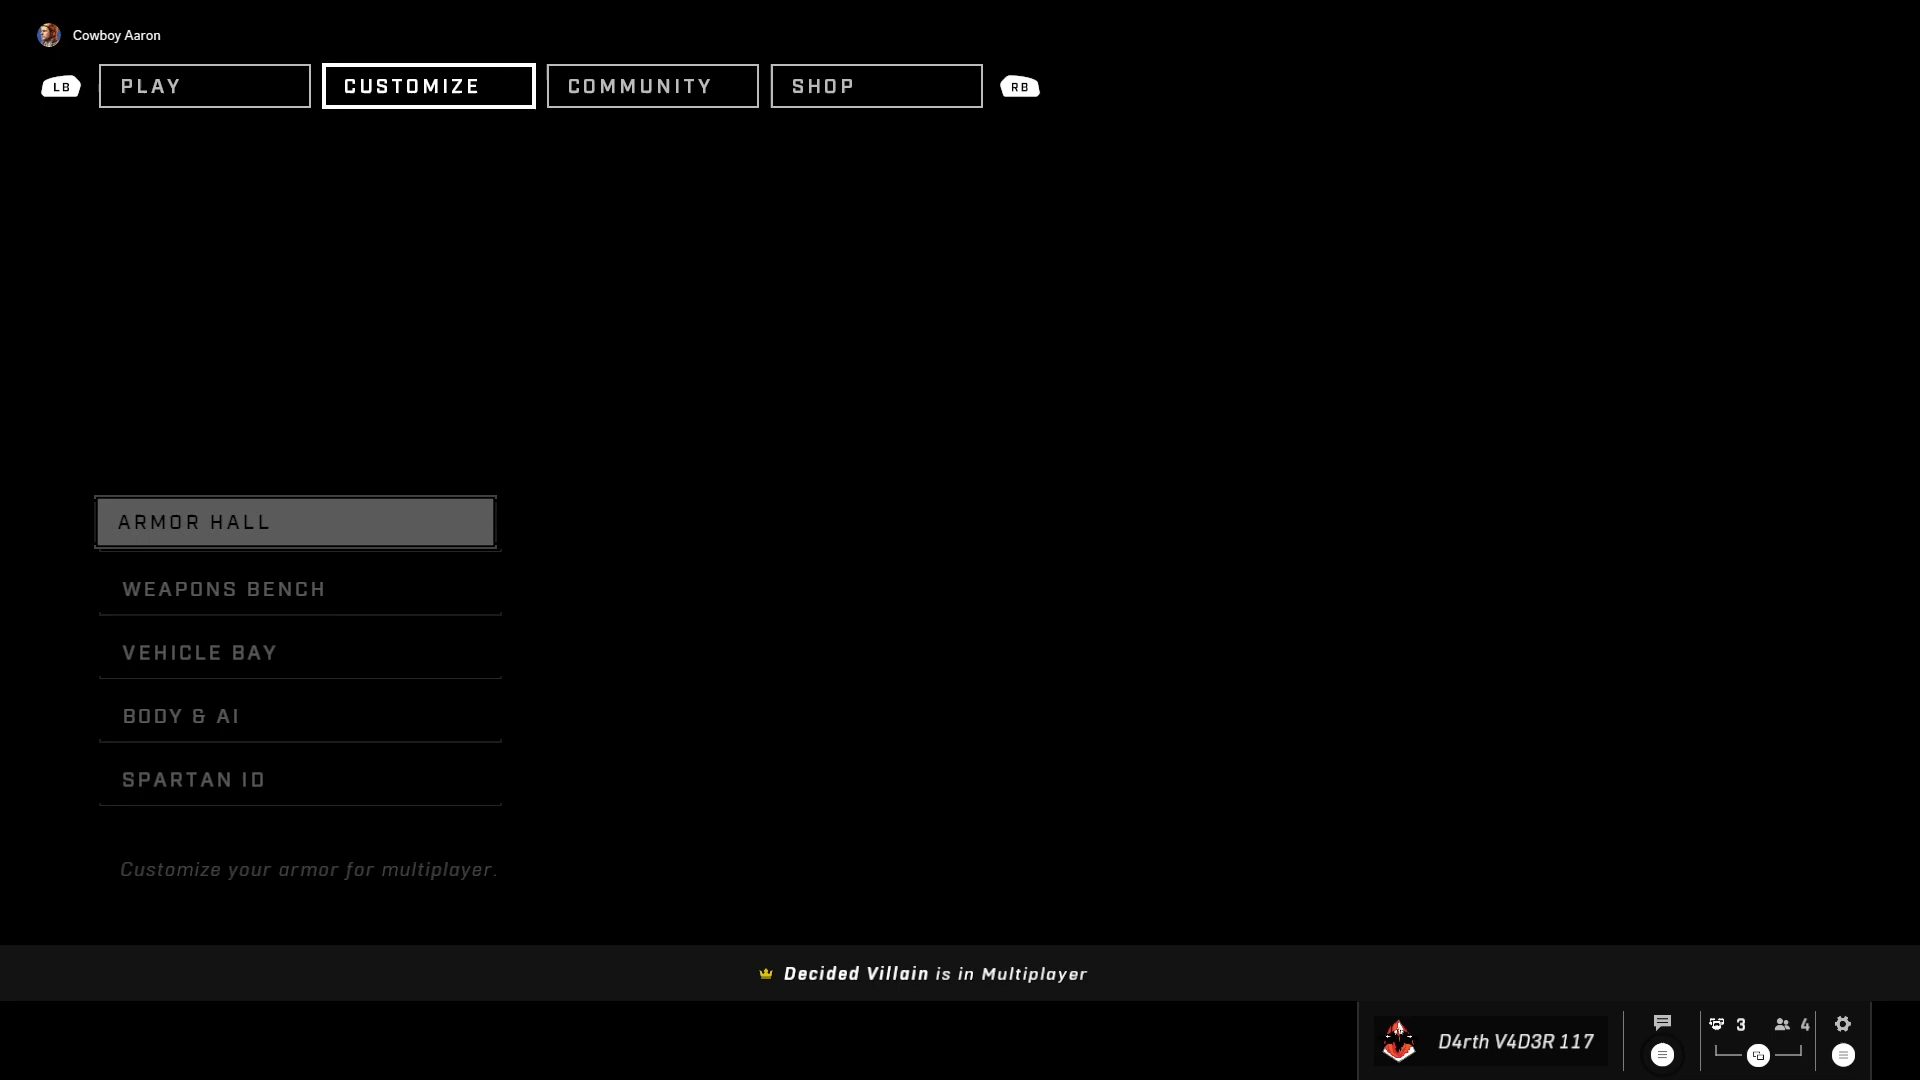 Cowboy Aaron
LB
PLAY
CUSTOMIZE
COMMUNITY
SHOP
RB
ARMOR HALL
WEAPONS BENCH
VEHICLE BAY
BODY & AI
SPARTAN ID
Customize your armor for multiplayer.
Decided Villain is in Multiplayer
D4rth V4D3R 117
3
4